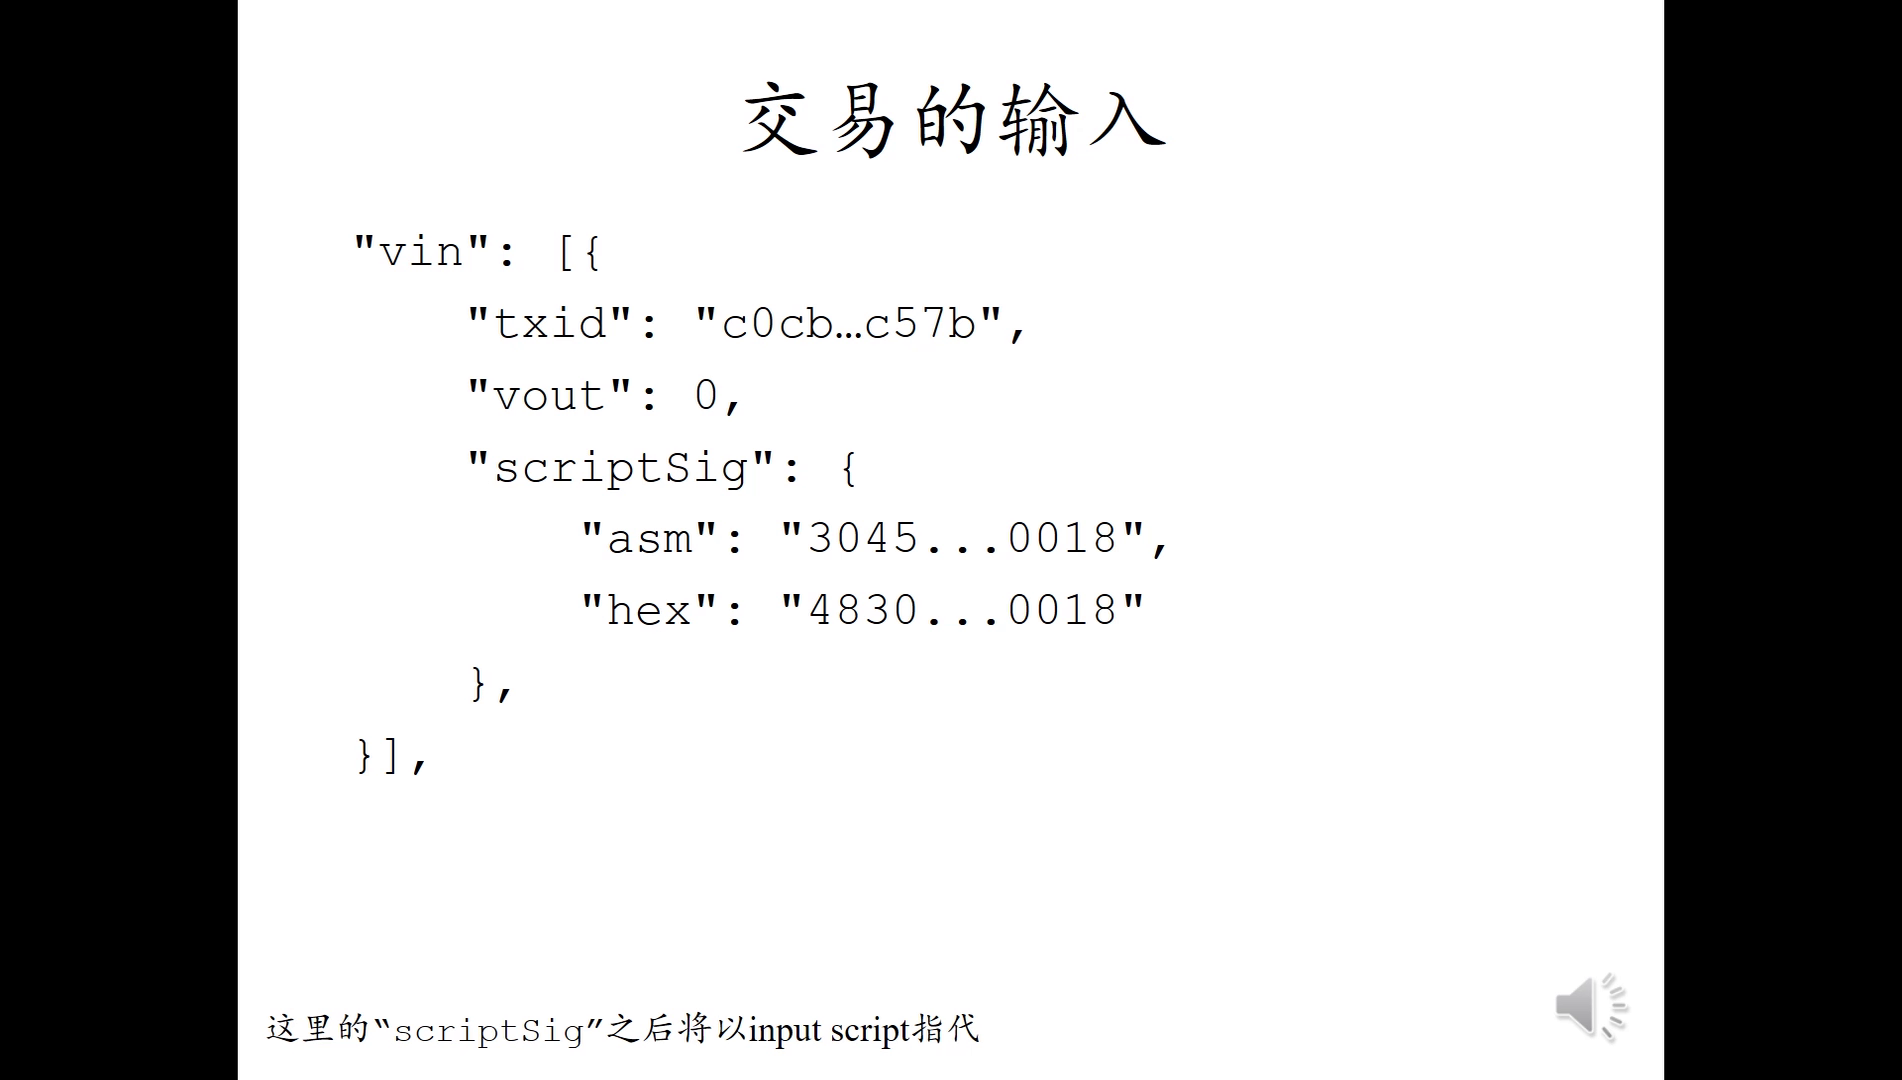 交易的输入
"vin": [{
"txid": "c0cb…c57b",
"vout": 0,
"scriptSig": {
"asm": "3045...0018",
"hex": "4830...0018"
},
}],
这里的“scriptSig”之后将以input script指代